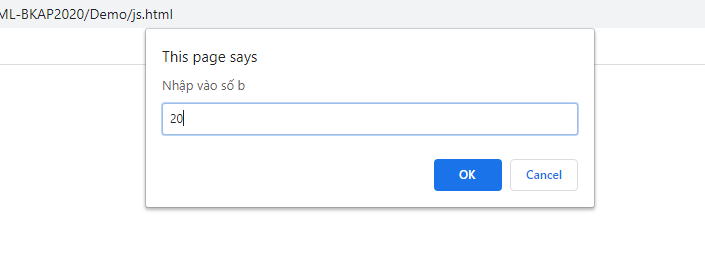 ML-BKAP2020/Demo/js.html
This page says
Nhập vào số b
20
OK
Cancel